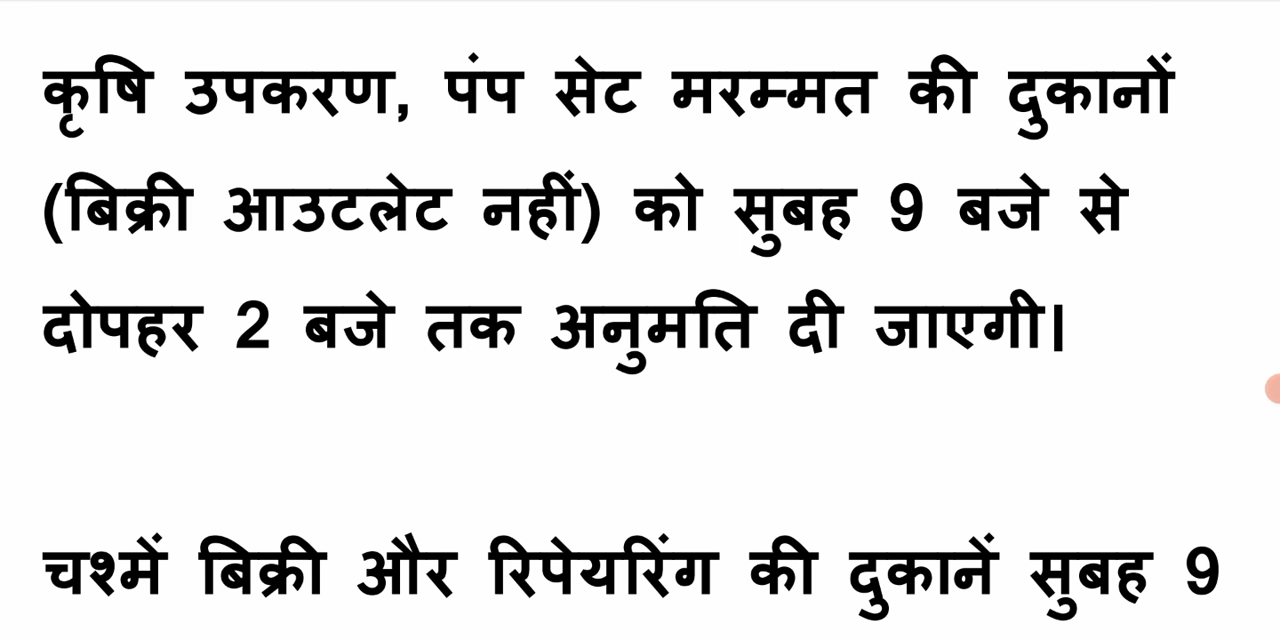 कृषि उपकरण, पंप सेट मरम्मत की दुकानों
(बिक्री आउटलेट नहीं) को सुबह 9 बजे से
दोपहर 2 बजे तक अनुमति दी जाएगी।
चश्में बिक्री और रिपेयरिंग की दुकानें सुबह 9